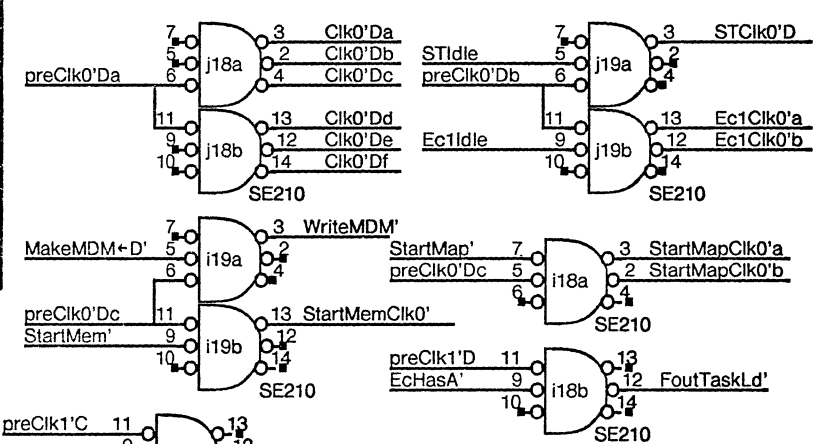 7 3 Clk0'Da
5 j18a 2 Clk0'Db
preClk0'Da 6 4 Clk0'Dc
11 13 Clk0'Dd
9 j18b 12 Clk0'De
10 14 Clk0'Df
SE210
7 3 STClk0'D
STIdle 5 j19a 2
preClk0'Db 6 4
11 13 Ec1Clk0'a
Ec1Idle 9 j19b 12 Ec1Clk0'b
10 14
SE210
7 3 WriteMDM'
MakeMDM←D' 5 i19a 2
6 4
preClk0'Dc 11 13 StartMemClk0'
StartMem' 9 i19b 12
10 14
SE210
StartMap' 7 3 StartMapClk0'a
preClk0'Dc 5 i18a 2 StartMapClk0'b
6 4
SE210
preClk1'D 11 13
EcHasA' 9 i18b 12 FoutTaskLd'
10 14
SE210
preClk1'C 11 13